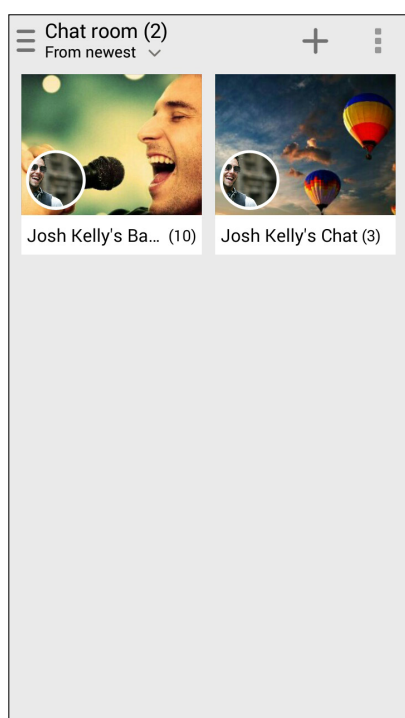 Chat room (2)
From newest
Josh Kelly's Ba... (10)
Josh Kelly's Chat (3)